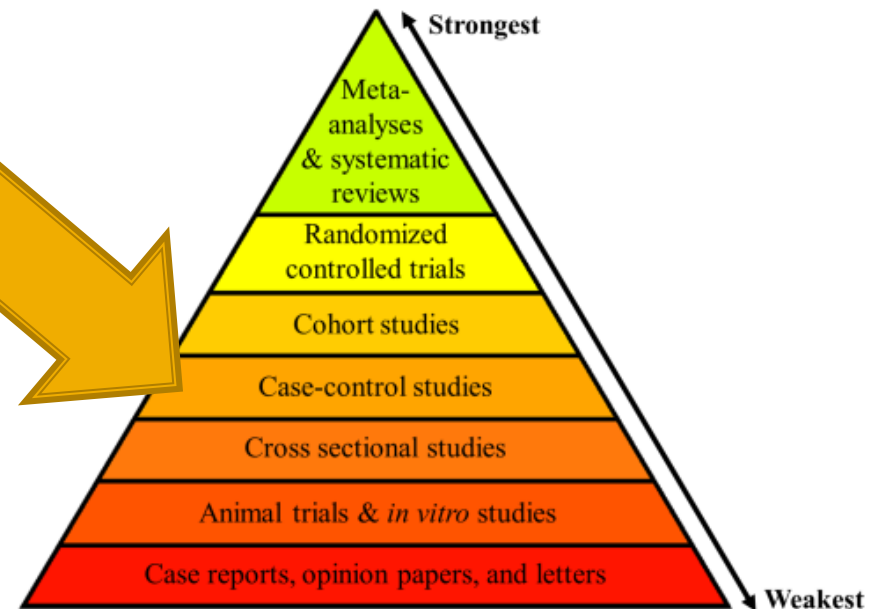 Strongest
Meta-
analyses
& systematic
reviews
Randomized
controlled trials
Cohort studies
Case-control studies
Cross sectional studies
Animal trials & in vitro studies
Case reports, opinion papers, and letters
Weakest